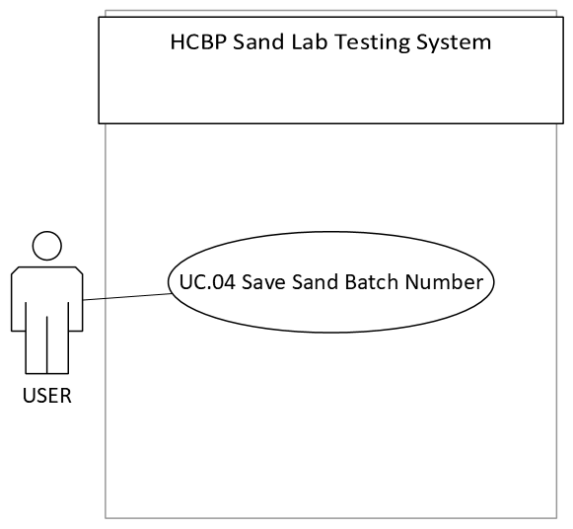 HCBP Sand Lab Testing System
UC.04 Save Sand Batch Number
USER